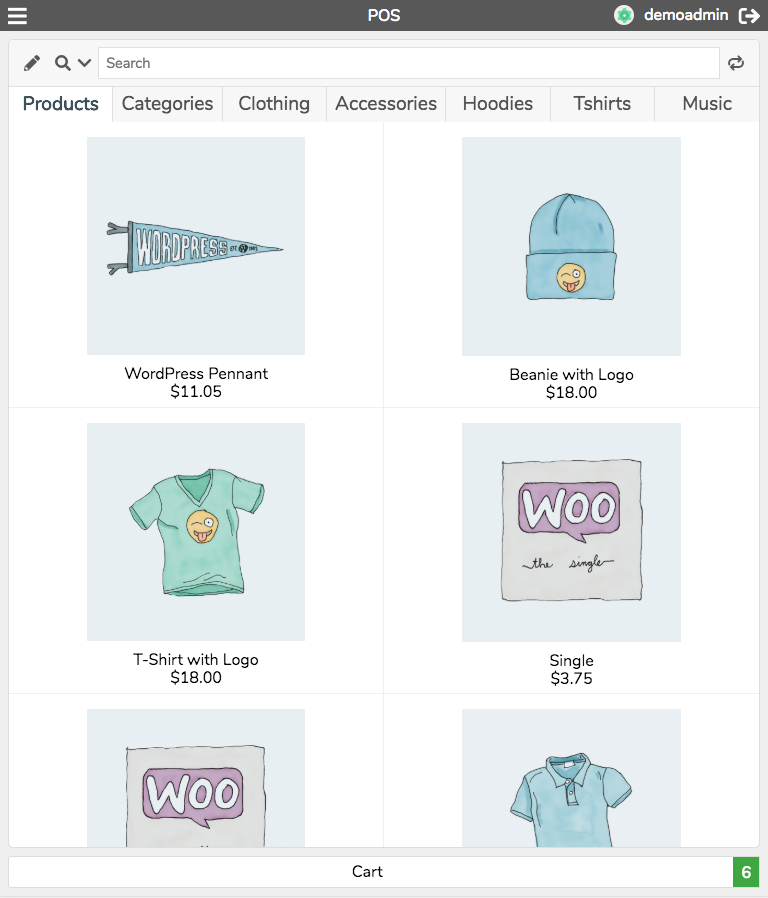 POS
demoadmin
Search
Products
Categories
Clothing
Accessories
Hoodies
Tshirts
Music
WORDPRESS
WordPress Pennant
$11.05
Beanie with Logo
$18.00
T-Shirt with Logo
$18.00
WOO
the single
Single
$3.75
WOO
Cart
6